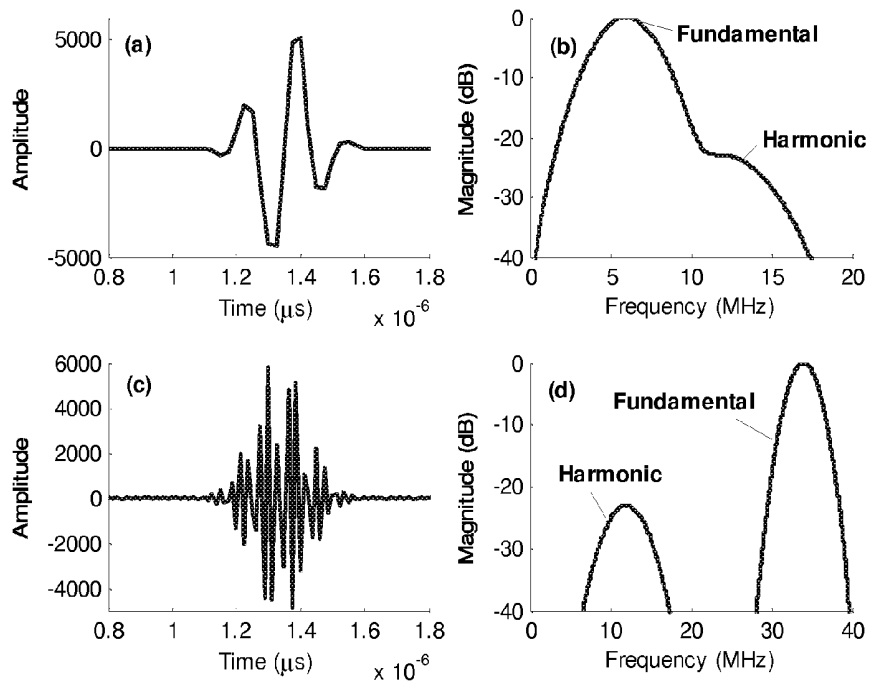 (a)
Amplitude
5000
0
-5000
0.8 1 1.2 1.4 1.6 1.8
Time (μs)
x 10⁻⁶
(b)
Fundamental
Harmonic
Magnitude (dB)
0
-10
-20
-30
-40
0 5 10 15 20
Frequency (MHz)
(c)
Amplitude
6000
4000
2000
0
-2000
-4000
0.8 1 1.2 1.4 1.6 1.8
Time (μs)
x 10⁻⁶
(d)
Fundamental
Harmonic
Magnitude (dB)
0
-10
-20
-30
-40
0 10 20 30 40
Frequency (MHz)